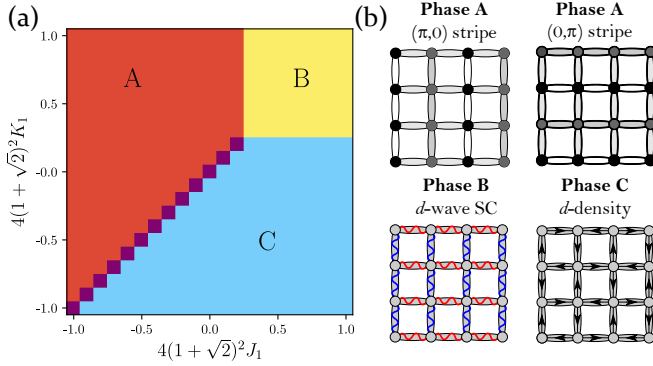 (a)
1.0
0.5
-0.0
-0.5
-1.0
4(1 + √2)²K₁
A
B
C
-1.0
-0.5
0.0
0.5
1.0
4(1 + √2)²J₁
(b)
Phase A
(π,0) stripe
Phase A
(0,π) stripe
Phase B
d-wave SC
Phase C
d-density